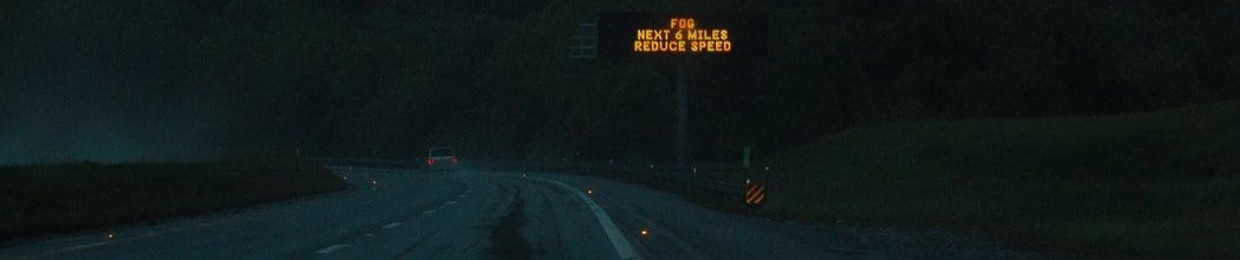 FOG
NEXT 6 MILES
REDUCE SPEED